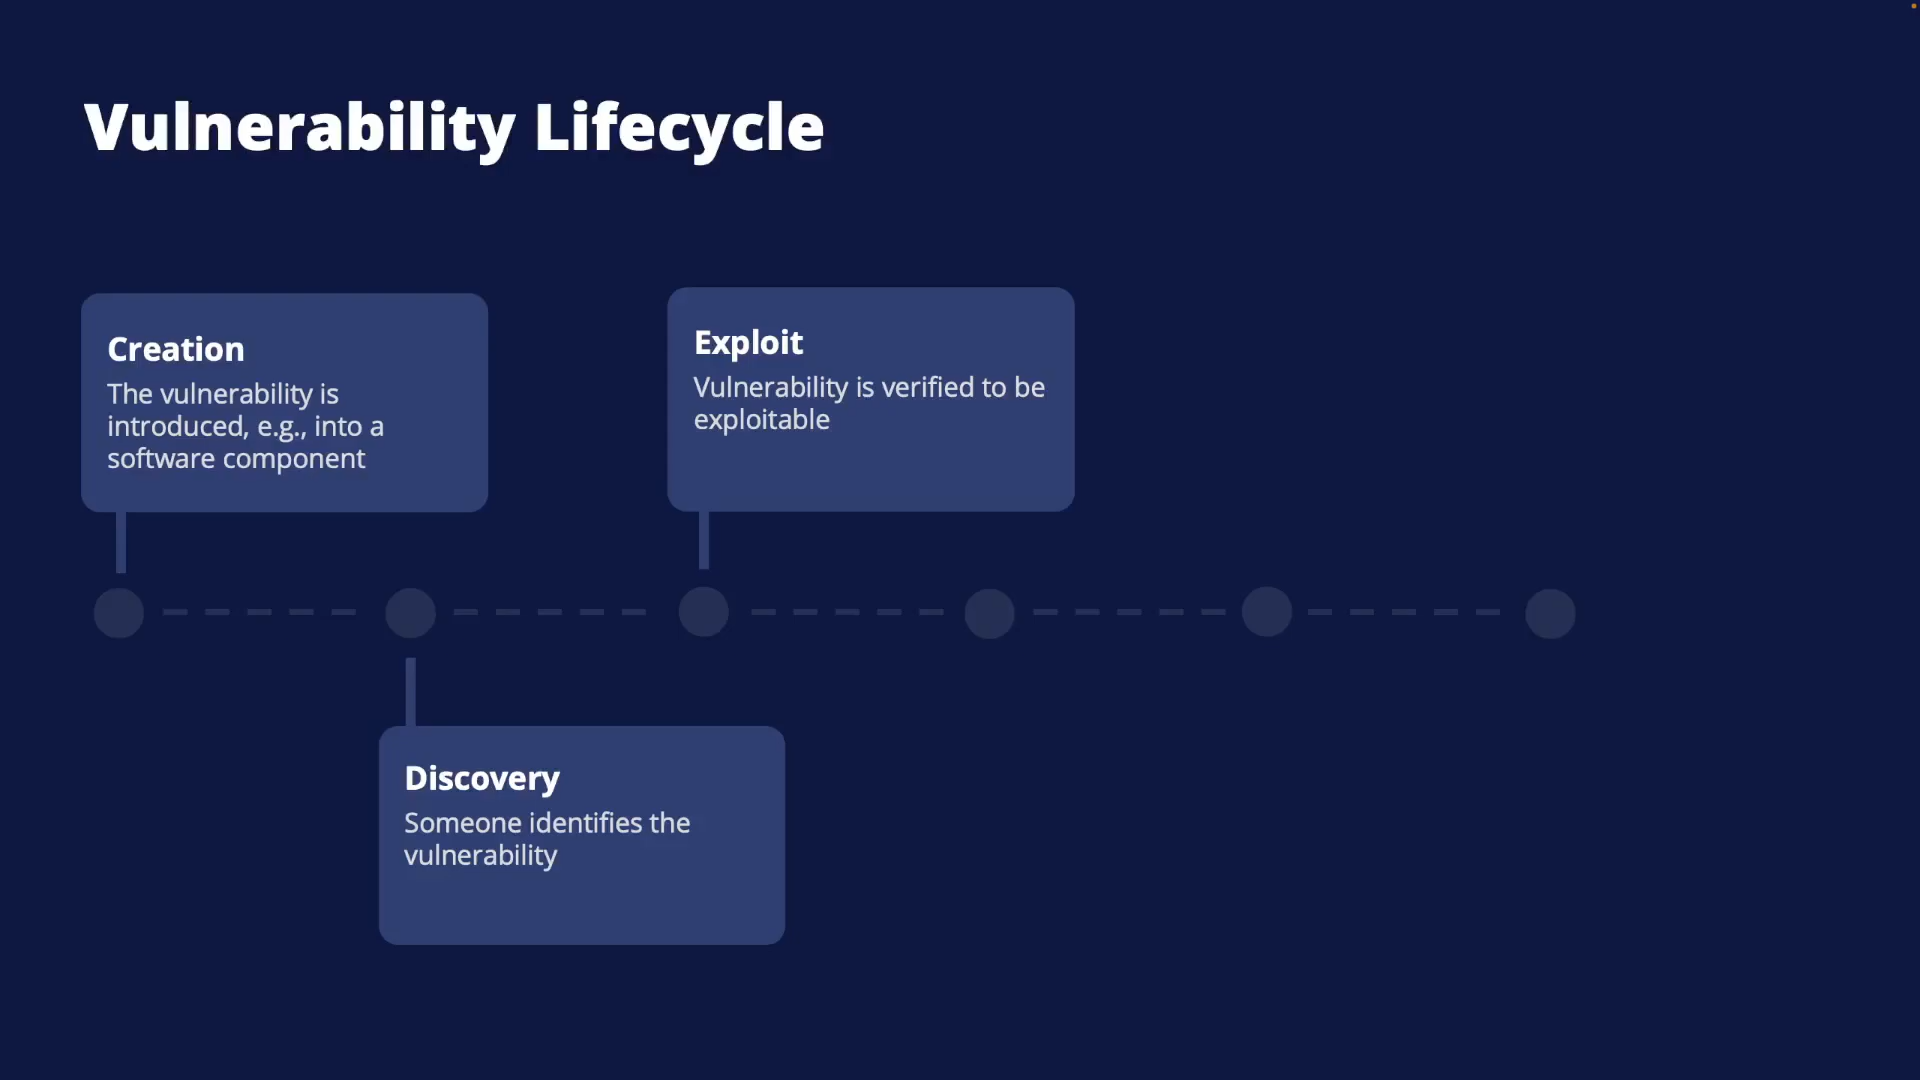 Vulnerability Lifecycle
Creation
The vulnerability is
introduced, e.g., into a
software component
Discovery
Someone identifies the
vulnerability
Exploit
Vulnerability is verified to be
exploitable